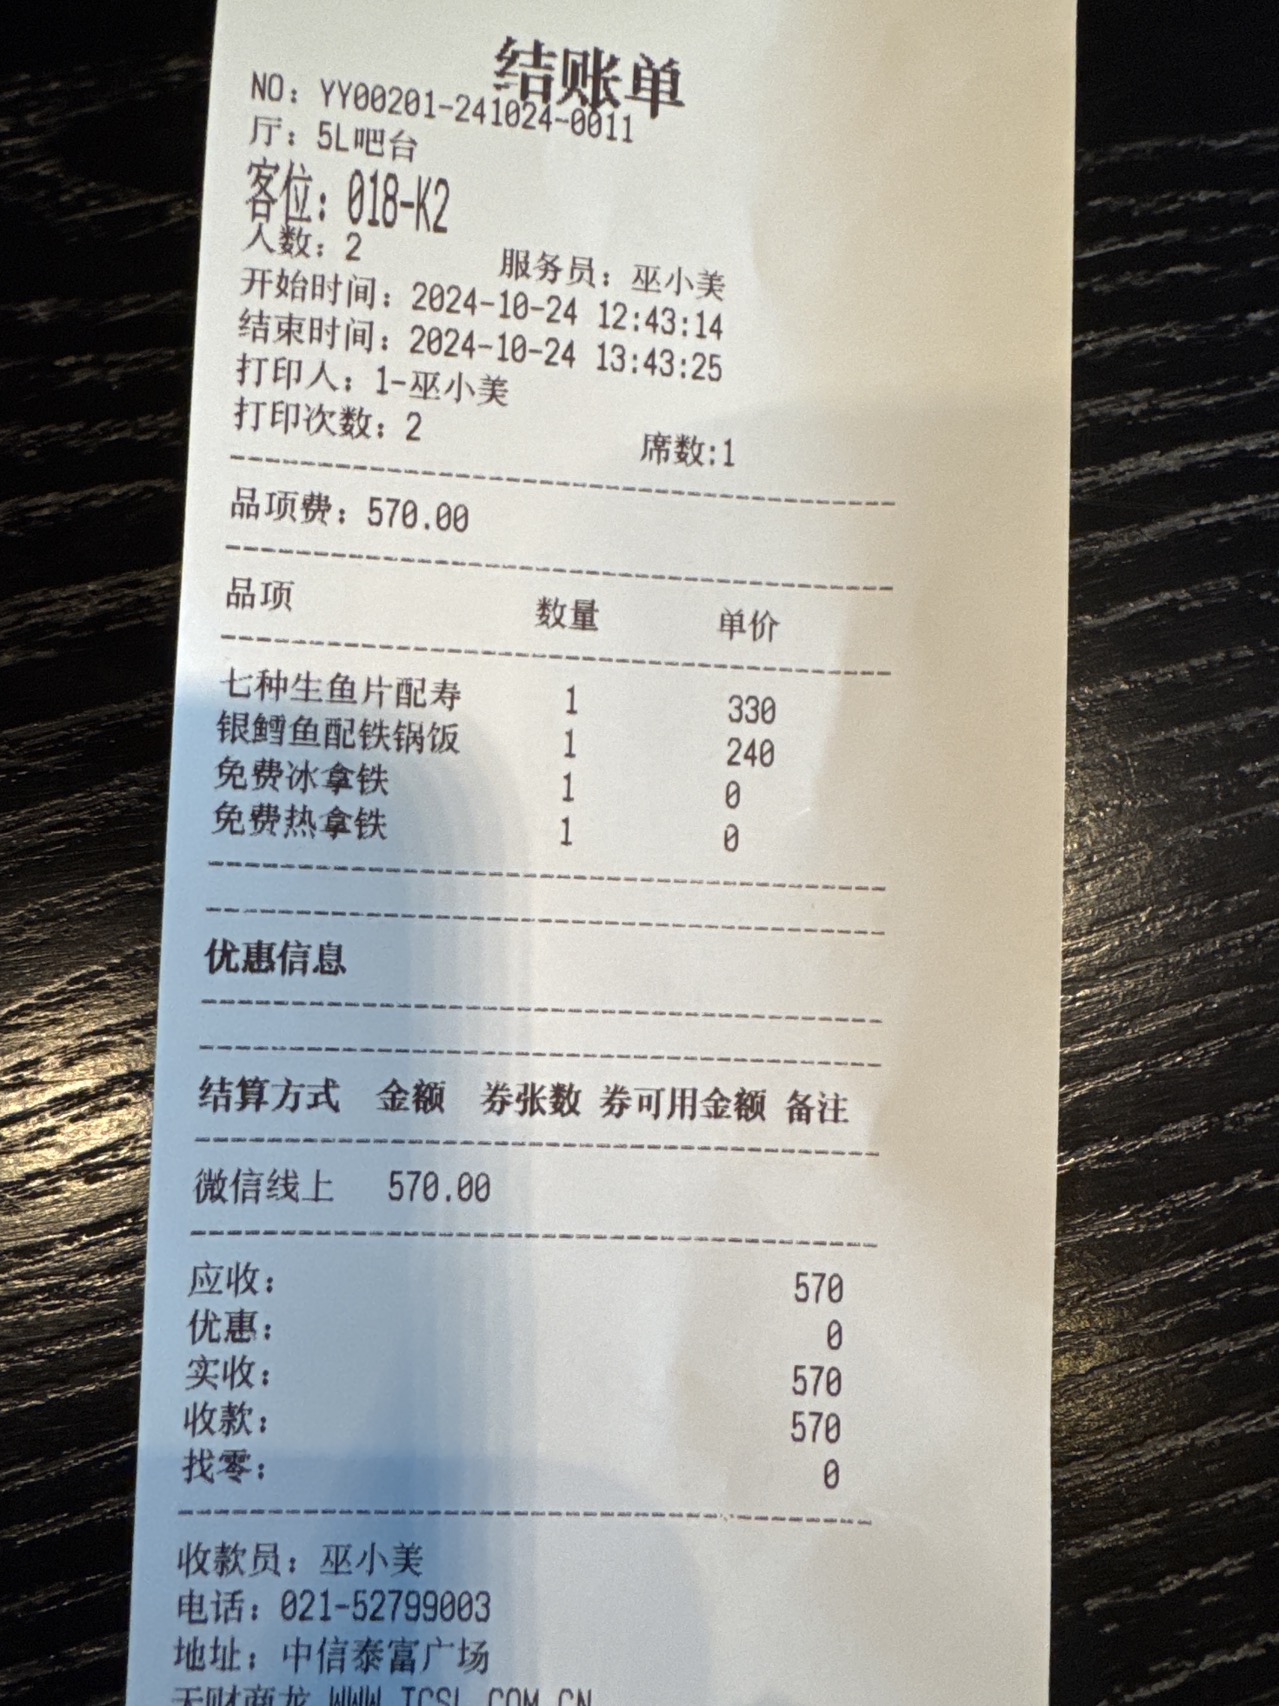 结账单
NO: YY00201-241024-0011
厅: 5L吧台
客位: 018-K2
人数: 2 服务员: 巫小美
开始时间: 2024-10-24 12:43:14
结束时间: 2024-10-24 13:43:25
打印人: 1-巫小美
打印次数: 2 席数:1
品项费: 570.00
品项 数量 单价
七种生鱼片配寿 1 330
银鳕鱼配铁锅饭 1 240
免费冰拿铁 1 0
免费热拿铁 1 0
优惠信息
结算方式 金额 券张数 券可用金额 备注
微信线上 570.00
应收: 570
优惠: 0
实收: 570
收款: 570
找零: 0
收款员: 巫小美
电话: 021-52799003
地址: 中信泰富广场
天财商龙 WWW.TCSL.COM.CN